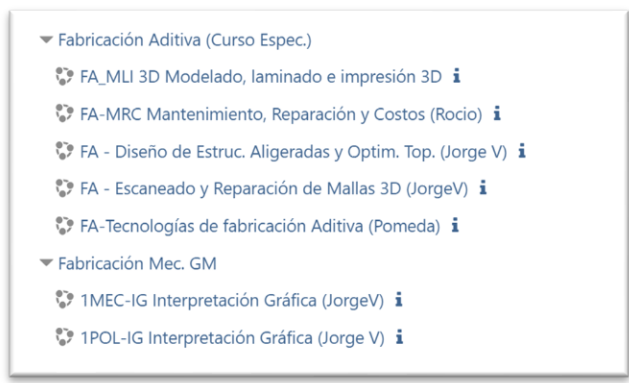 Fabricación Aditiva (Curso Espec.)
FA_MLI 3D Modelado, laminado e impresión 3D
FA-MRC Mantenimiento, Reparación y Costos (Rocio)
FA - Diseño de Estruc. Aligeradas y Optim. Top. (Jorge V)
FA - Escaneado y Reparación de Mallas 3D (JorgeV)
FA-Tecnologías de fabricación Aditiva (Pomeda)
Fabricación Mec. GM
1MEC-IG Interpretación Gráfica (JorgeV)
1POL-IG Interpretación Gráfica (Jorge V)